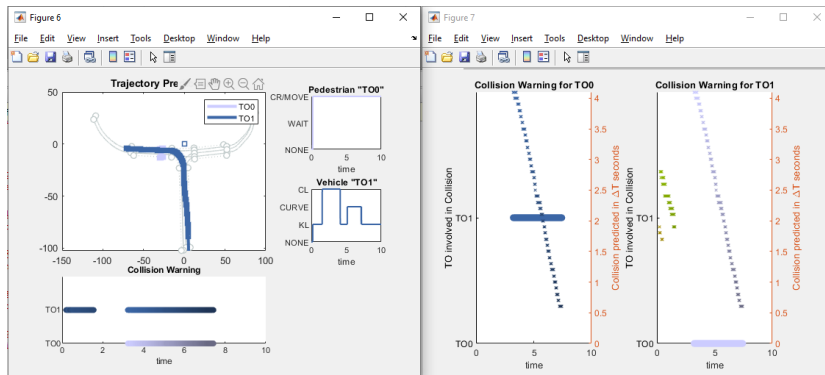 Figure 6
File Edit View Insert Tools Desktop Window Help
Trajectory Pre
50
0
-50
-100
-150 -100 -50 0 50 100
TO0
TO1
Pedestrian "TO0"
CR/MOVE
WAIT
NONE
0 5 10
time
Vehicle "TO1"
CL
CURVE
KL
NONE
0 5 10
time
Collision Warning
TO1
TO0
0 2 4 6 8 10
time
Figure 7
File Edit View Insert Tools Desktop Window Help
Collision Warning for TO0
TO involved in Collision
TO1
TO0
0 5 10
time
4
3.5
3
2.5
2
1.5
1
0.5
0
Collision predicted in ΔT seconds
Collision Warning for TO1
TO involved in Collision
TO1
TO0
0 5 10
time
4
3.5
3
2.5
2
1.5
1
0.5
0
Collision predicted in ΔT seconds